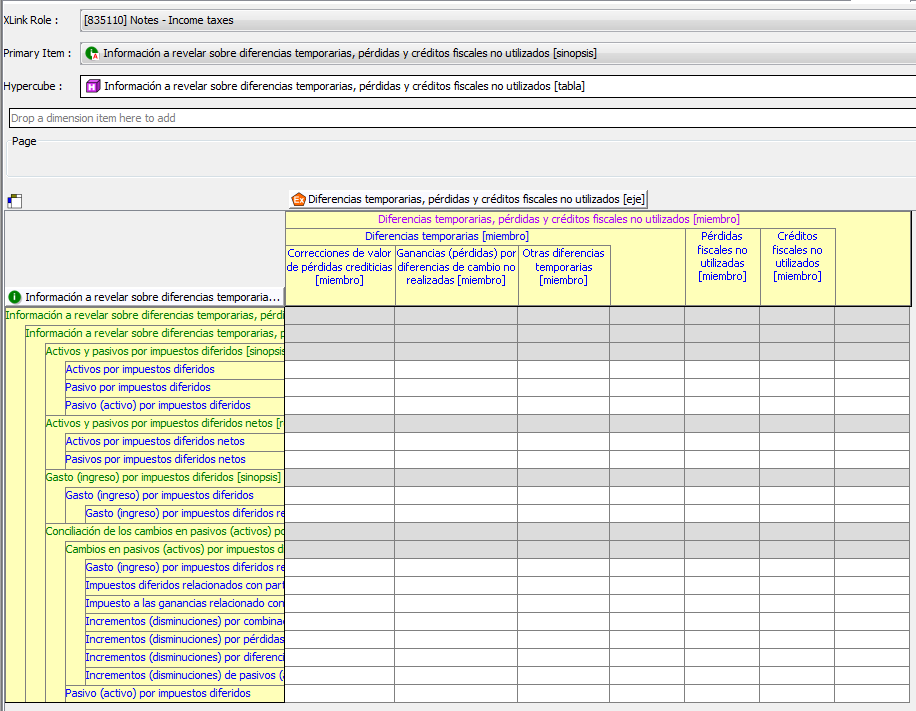 XLink Role :
[835110] Notes - Income taxes
Primary Item :
Información a revelar sobre diferencias temporarias, pérdidas y créditos fiscales no utilizados [sinopsis]
Hypercube :
H
Información a revelar sobre diferencias temporarias, pérdidas y créditos fiscales no utilizados [tabla]
Drop a dimension item here to add
Page
Ex
Diferencias temporarias, pérdidas y créditos fiscales no utilizados [eje]
Diferencias temporarias, pérdidas y créditos fiscales no utilizados [miembro]
Diferencias temporarias [miembro]
Correcciones de valor
de pérdidas crediticias
[miembro]
Ganancias (pérdidas) por
diferencias de cambio no
realizadas [miembro]
Otras diferencias
temporarias
[miembro]
Pérdidas
fiscales no
utilizadas
[miembro]
Créditos
fiscales no
utilizados
[miembro]
Información a revelar sobre diferencias temporaria...
Información a revelar sobre diferencias temporarias, pérdi
Información a revelar sobre diferencias temporarias, p
Activos y pasivos por impuestos diferidos [sinopsis
Activos por impuestos diferidos
Pasivo por impuestos diferidos
Pasivo (activo) por impuestos diferidos
Activos y pasivos por impuestos diferidos netos [r
Activos por impuestos diferidos netos
Pasivos por impuestos diferidos netos
Gasto (ingreso) por impuestos diferidos [sinopsis]
Gasto (ingreso) por impuestos diferidos
Gasto (ingreso) por impuestos diferidos re
Conciliación de los cambios en pasivos (activos) po
Cambios en pasivos (activos) por impuestos d
Gasto (ingreso) por impuestos diferidos re
Impuestos diferidos relacionados con part
Impuesto a las ganancias relacionado con
Incrementos (disminuciones) por combina
Incrementos (disminuciones) por pérdidas
Incrementos (disminuciones) por diferenci
Incrementos (disminuciones) de pasivos (a
Pasivo (activo) por impuestos diferidos